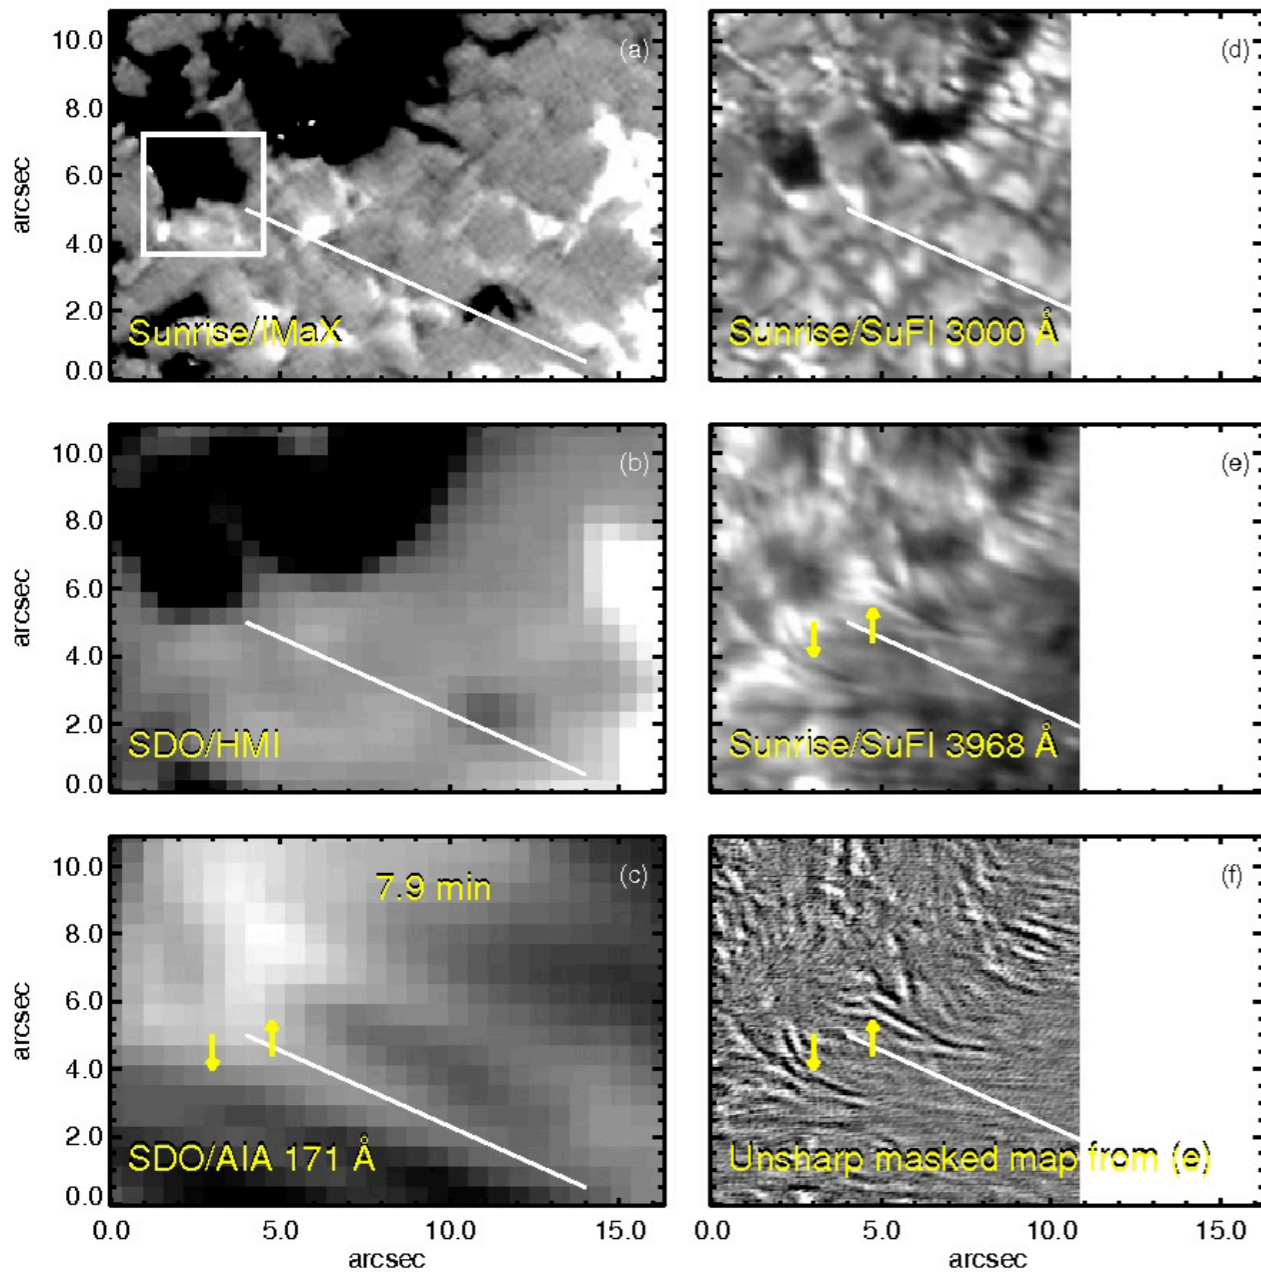 10.0
8.0
6.0
4.0
2.0
0.0
arcsec
(a)
Sunrise/IMaX
(d)
Sunrise/SuFI 3000 Å
10.0
8.0
6.0
4.0
2.0
0.0
arcsec
(b)
SDO/HMI
(e)
Sunrise/SuFI 3968 Å
10.0
8.0
6.0
4.0
2.0
0.0
arcsec
7.9 min
(c)
SDO/AIA 171 Å
0.0 5.0 10.0 15.0
arcsec
(f)
Unsharp masked map from (e)
0.0 5.0 10.0 15.0
arcsec